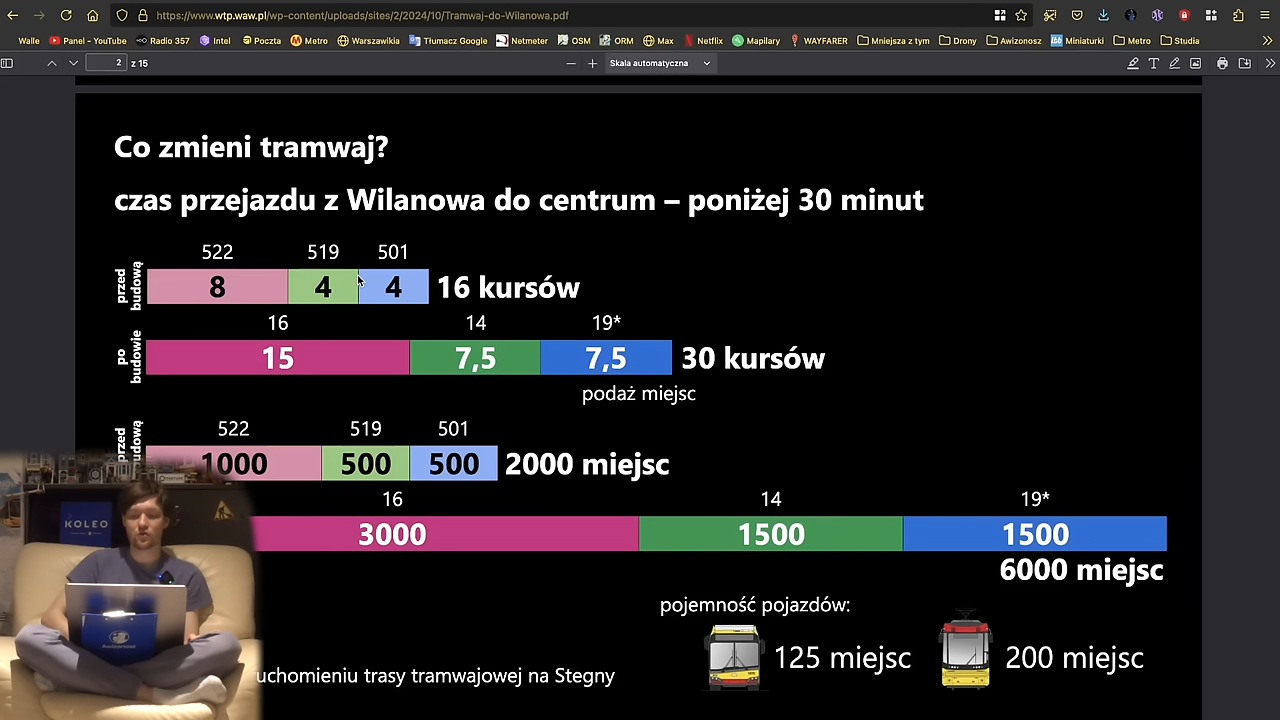 https://www.wtp.waw.pl/wp-content/uploads/sites/2/2024/10/Tramwaj-do-Wilanowa.pdf
Walle Panel - YouTube Radio 357 Intel Poczta Metro Warszawikia Tłumacz Google Netmeter OSM ORM Max Netflix Mapilary WAYFARER Mniejsza z tym Drony Awizonosz Miniaturki Metro Studia
2 z 15 Skala automatyczna
Co zmieni tramwaj?
czas przejazdu z Wilanowa do centrum – poniżej 30 minut
522 519 501
przed budową
8 4 4 16 kursów
16 14 19*
po budowie
15 7,5 7,5 30 kursów
podaż miejsc
522 519 501
przed
1000 500 500 2000 miejsc
16 14 19*
3000 1500 1500
6000 miejsc
KOLEO
pojemność pojazdów:
125 miejsc 200 miejsc
uchomieniu trasy tramwajowej na Stegny